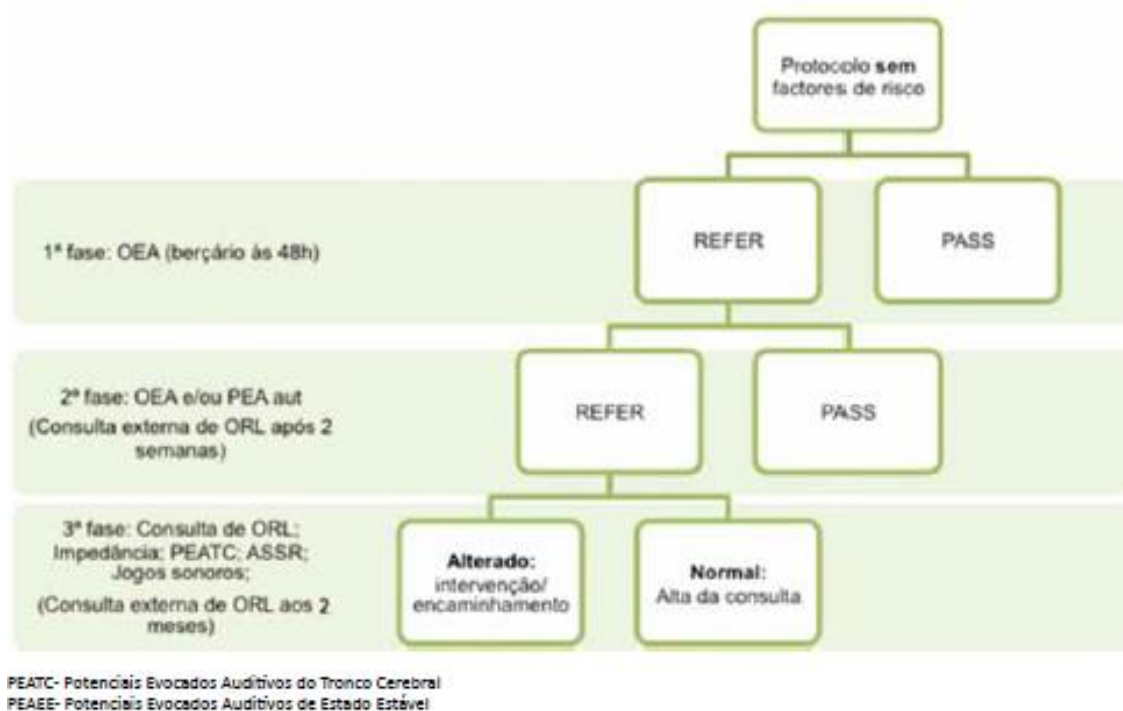 Protocolo sem
factores de risco
1ª fase: OEA (berçário às 48h)
REFER
PASS
2ª fase: OEA e/ou PEA aut
(Consulta externa de ORL após 2
semanas)
REFER
PASS
3ª fase: Consulta de ORL;
Impedância; PEATC; ASSR;
Jogos sonoros;
(Consulta externa de ORL aos 2
meses)
Alterado:
intervenção/
encaminhamento
Normal:
Alta da consulta
PEATC- Potenciais Evocados Auditivos do Tronco Cerebral
PEAEE- Potenciais Evocados Auditivos de Estado Estável